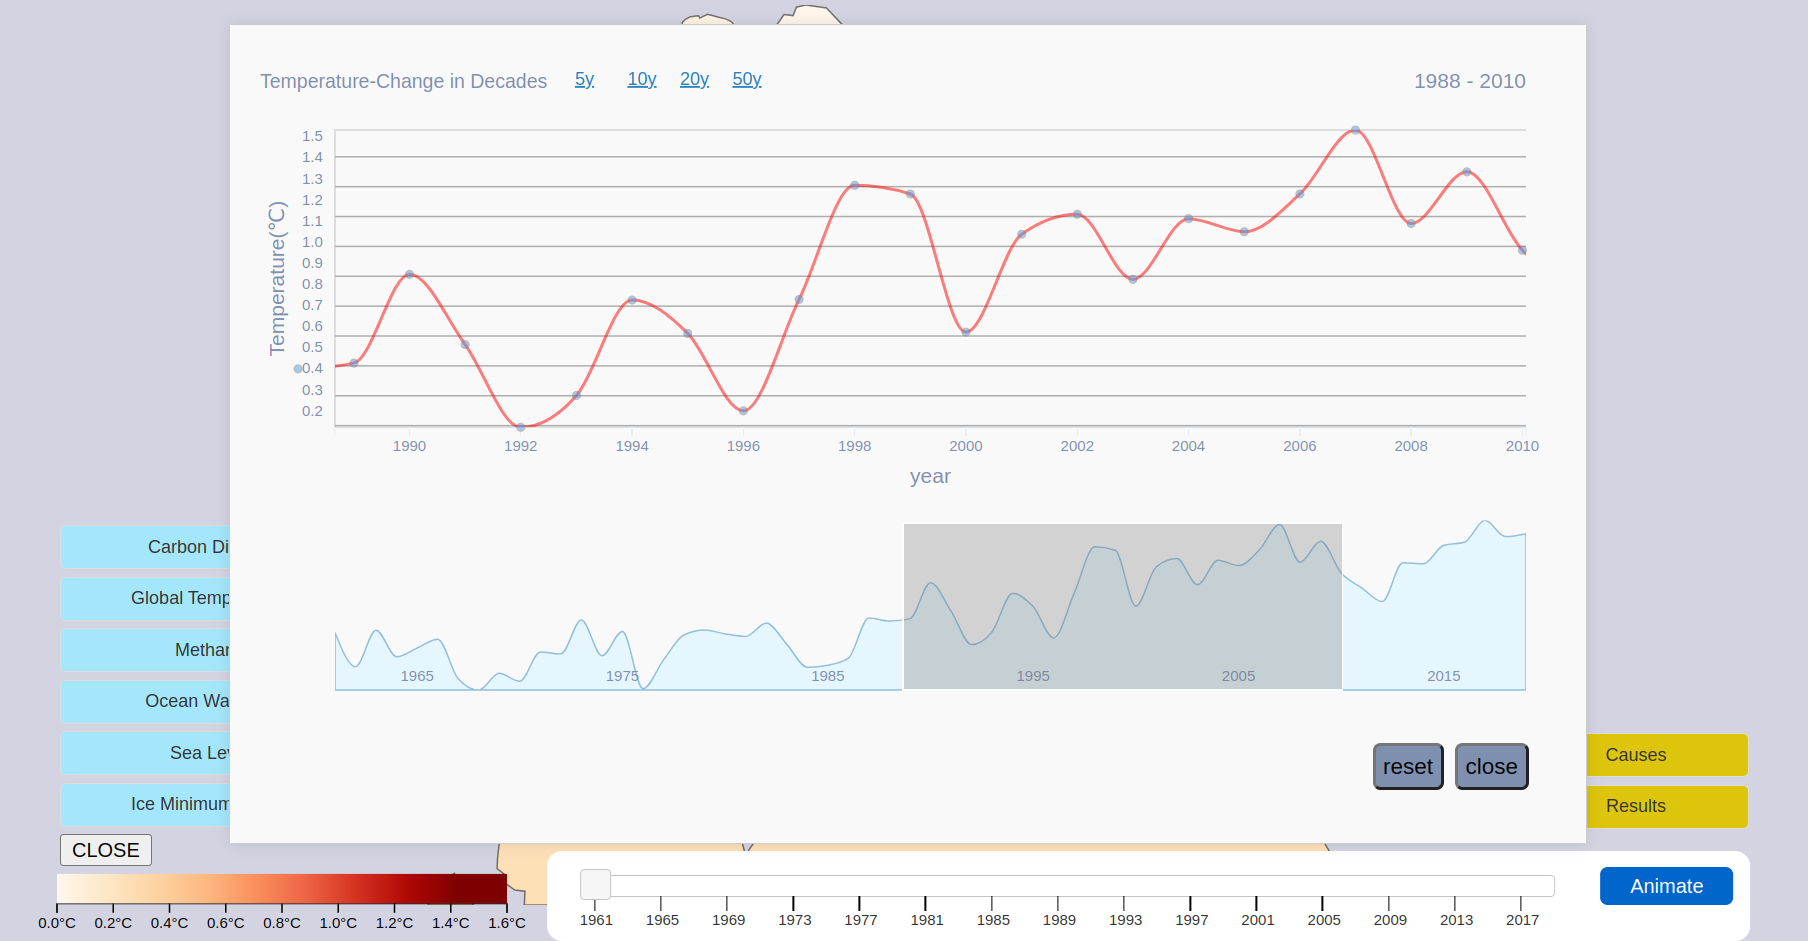 Temperature-Change in Decades 5y 10y 20y 50y 1988 - 2010
1.5
1.4
1.3
1.2
1.1
1.0
0.9
0.8
0.7
0.6
0.5
0.4
0.3
0.2
Temperature(℃)
1990 1992 1994 1996 1998 2000 2002 2004 2006 2008 2010
year
1965 1975 1985 1995 2005 2015
reset close
Carbon Di
Global Temp
Methar
Ocean Wa
Sea Lev
Ice Minimum
CLOSE
Causes
Results
0.0°C 0.2°C 0.4°C 0.6°C 0.8°C 1.0°C 1.2°C 1.4°C 1.6°C
1961 1965 1969 1973 1977 1981 1985 1989 1993 1997 2001 2005 2009 2013 2017
Animate